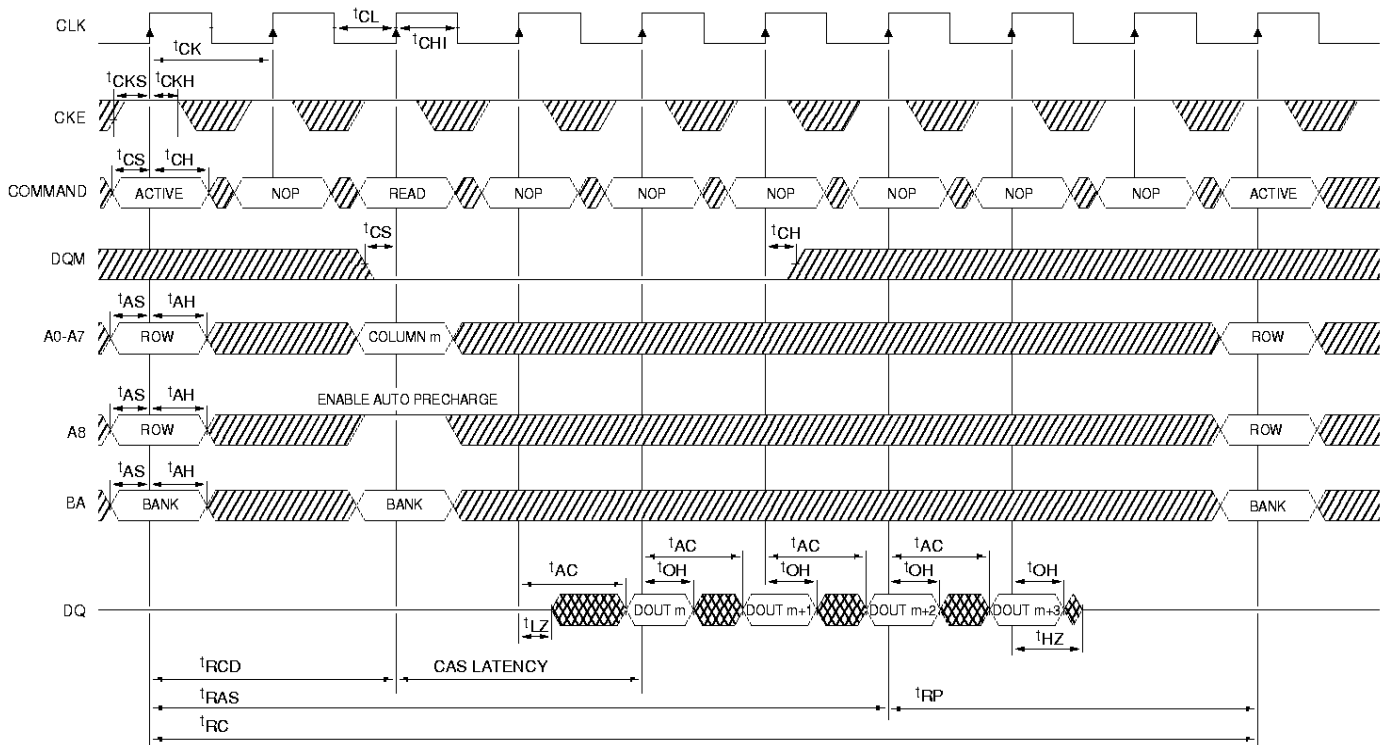 CLK
tCL
tCHI
tCK
tCKS tCKH
CKE
tCS tCH
COMMAND ACTIVE NOP READ NOP NOP NOP NOP NOP NOP ACTIVE
tCS tCH
DQM
tAS tAH
A0-A7 ROW COLUMN m ROW
ENABLE AUTO PRECHARGE
tAS tAH
A8 ROW ROW
tAS tAH
BA BANK BANK BANK
tAC tAC tAC
tAC tOH tOH tOH tOH
DQ DOUT m DOUT m+1 DOUT m+2 DOUT m+3
tLZ tHZ
tRCD CAS LATENCY
tRAS tRP
tRC